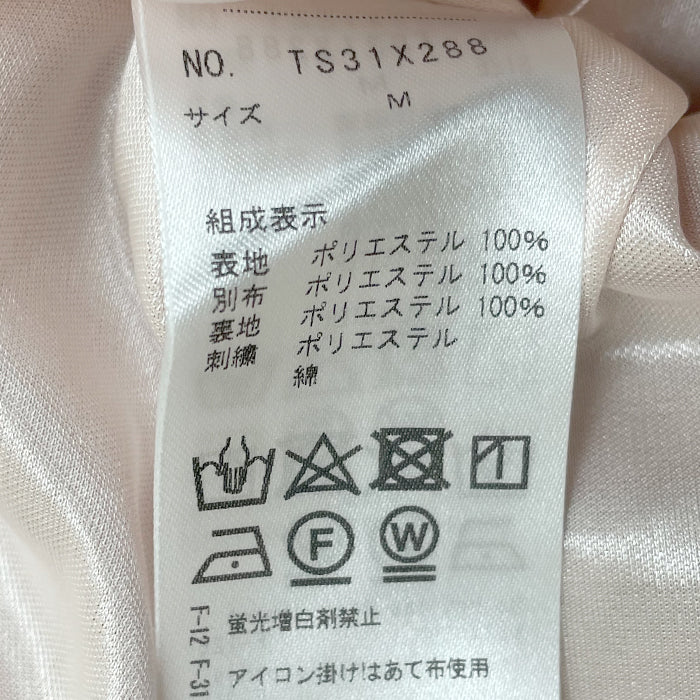 NO. TS31X288
サイズ M
組成表示
表地 ポリエステル 100%
別布 ポリエステル 100%
裏地 ポリエステル 100%
刺繍 ポリエステル
綿
F
W
F-12 F-31
蛍光増白剤禁止
アイロン掛けはあて布使用